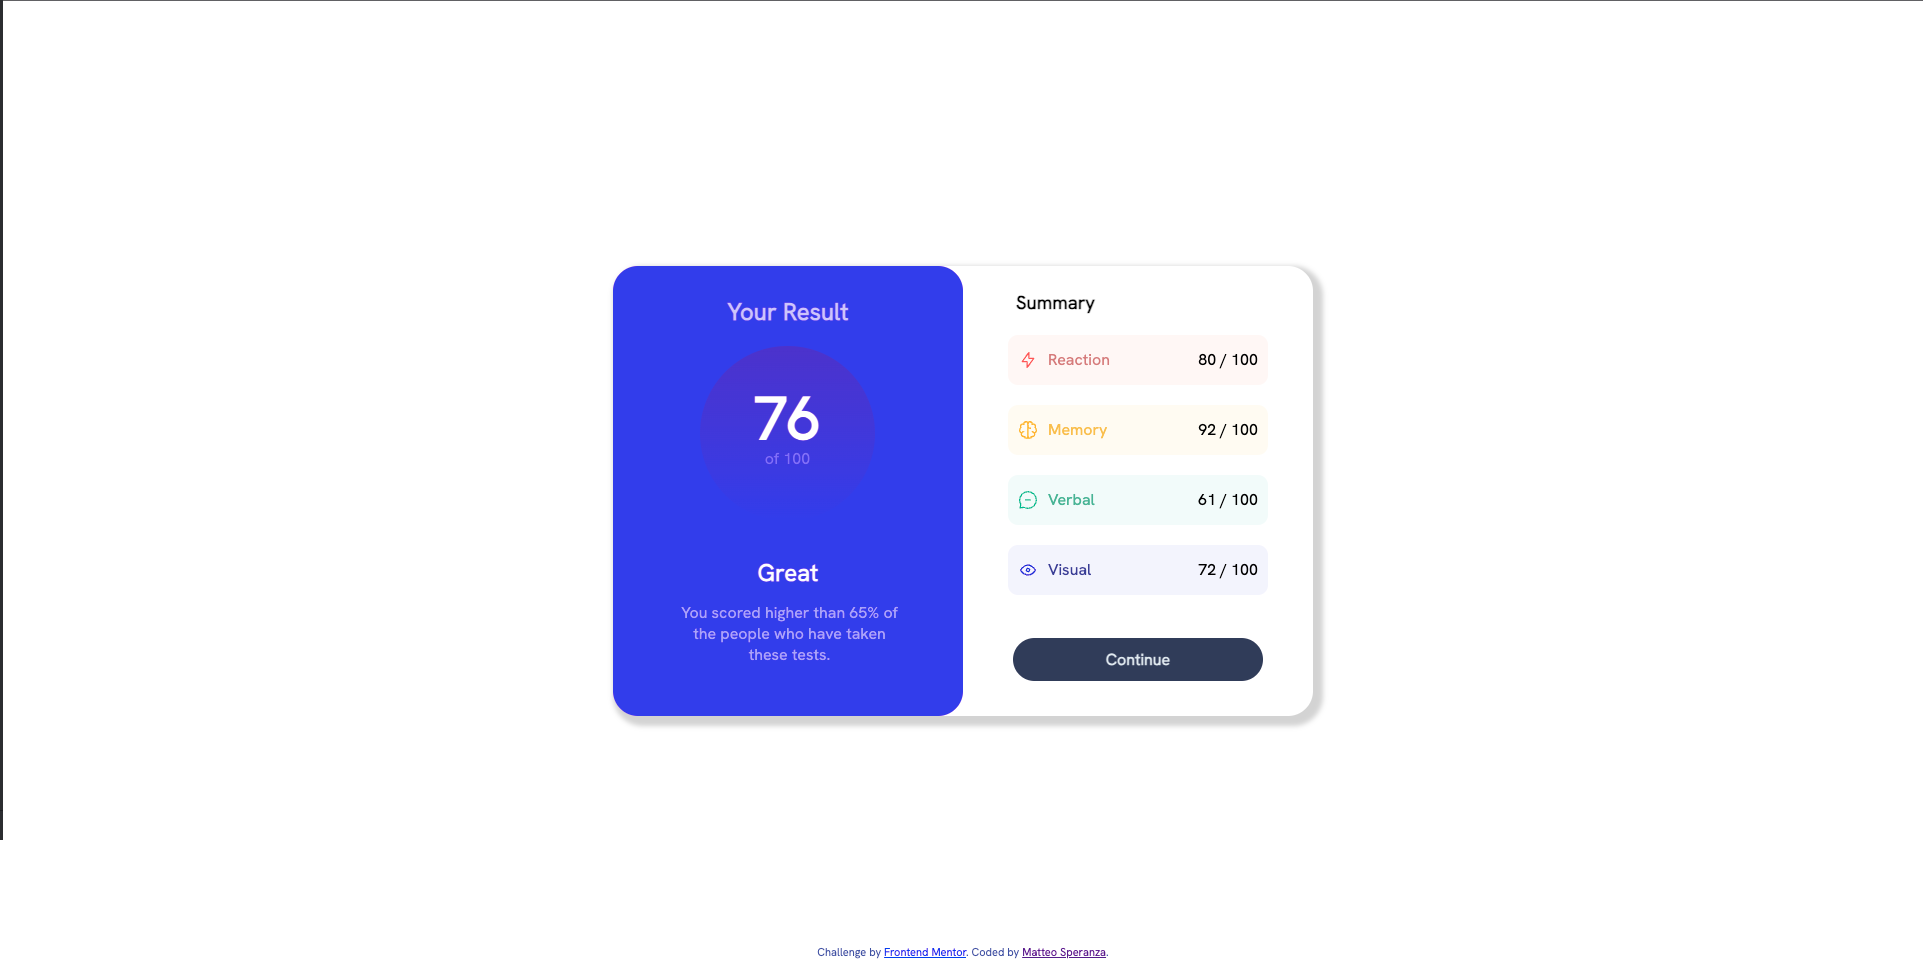 Your Result
76
of 100
Great
You scored higher than 65% of
the people who have taken
these tests.
Summary
Reaction 80 / 100
Memory 92 / 100
Verbal 61 / 100
Visual 72 / 100
Continue
Challenge by Frontend Mentor. Coded by Matteo Speranza.